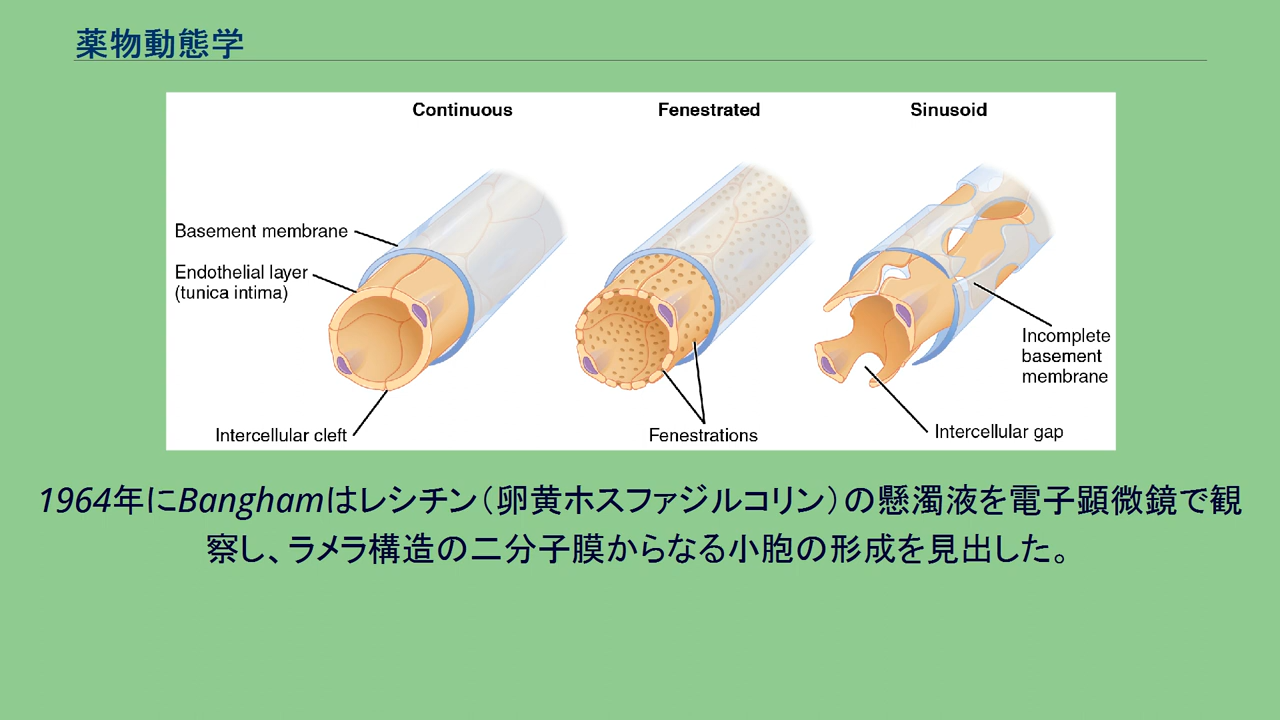 薬物動態学
Continuous
Fenestrated
Sinusoid
Basement membrane
Endothelial layer
(tunica intima)
Incomplete
basement
membrane
Intercellular cleft
Fenestrations
Intercellular gap
1964年にBanghamはレシチン（卵黄ホスファジルコリン）の懸濁液を電子顕微鏡で観
察し、ラメラ構造の二分子膜からなる小胞の形成を見出した。